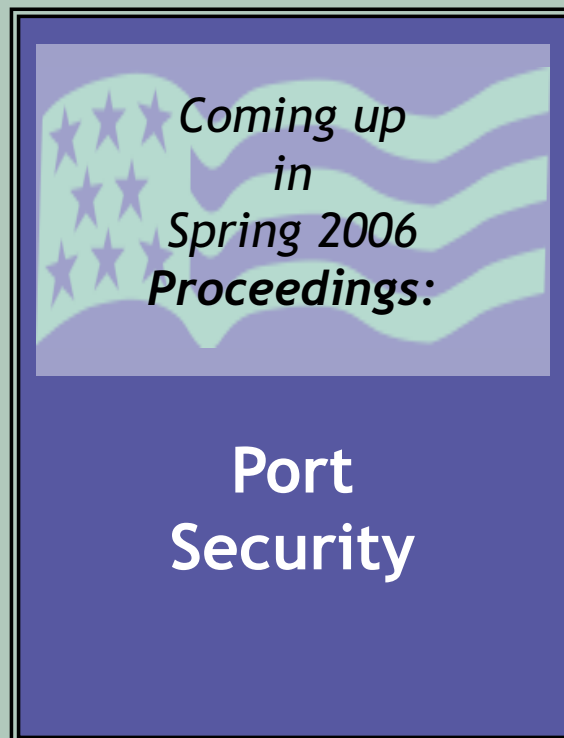 Coming up
in
Spring 2006
Proceedings:
Port
Security